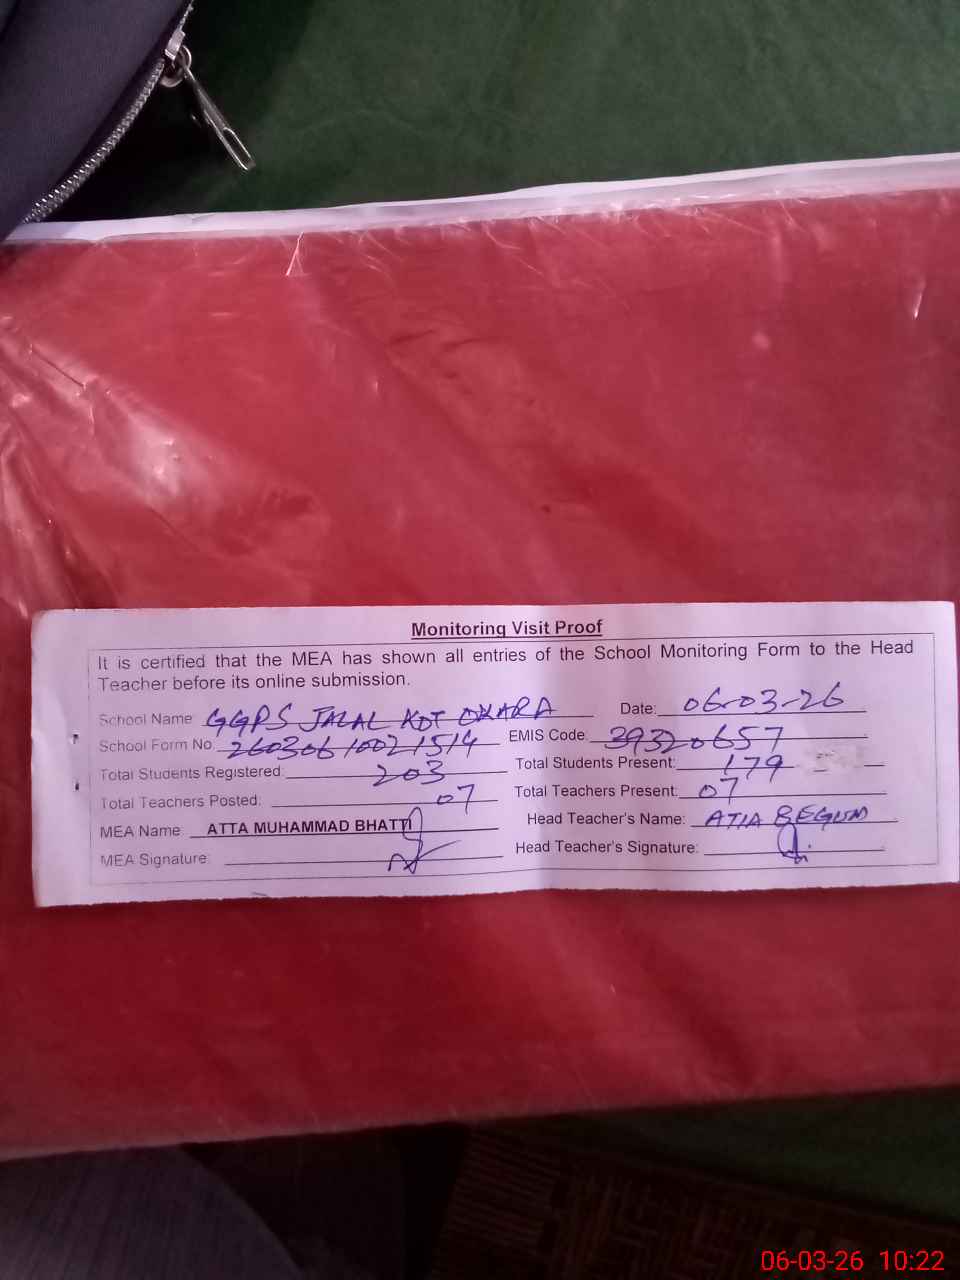 Monitoring Visit Proof
It is certified that the MEA has shown all entries of the School Monitoring Form to the Head
Teacher before its online submission.
School Name: GGPS JALAL KOT OKARA Date: 06-03-26
School Form No: 26030610021514 EMIS Code: 39320657
Total Students Registered: 203 Total Students Present: 179
Total Teachers Posted: 07 Total Teachers Present: 07
MEA Name ATTA MUHAMMAD BHATTI Head Teacher's Name: ATIA BEGUM
MEA Signature: Head Teacher's Signature:
06-03-26 10:22